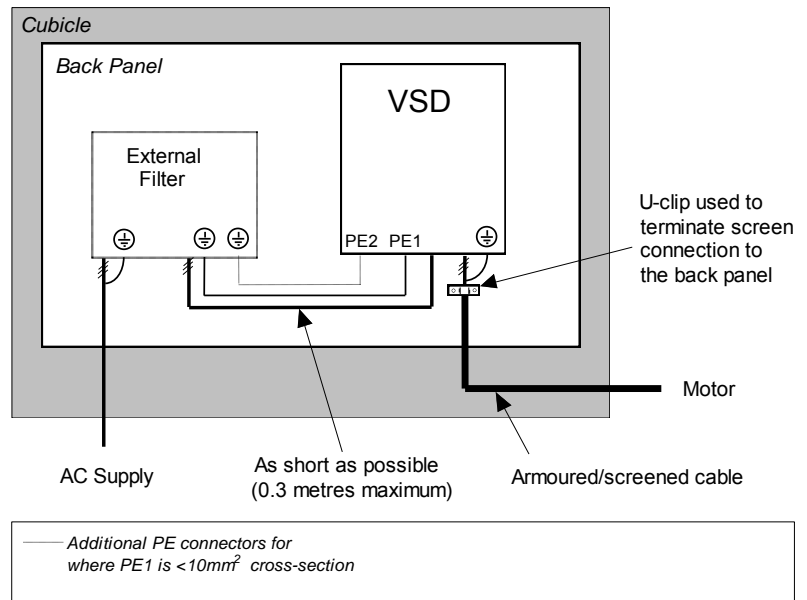 Cubicle
Back Panel
VSD
External
Filter
PE2 PE1
U-clip used to
terminate screen
connection to
the back panel
Motor
AC Supply
As short as possible
(0.3 metres maximum)
Armoured/screened cable
Additional PE connectors for
where PE1 is <10mm² cross-section